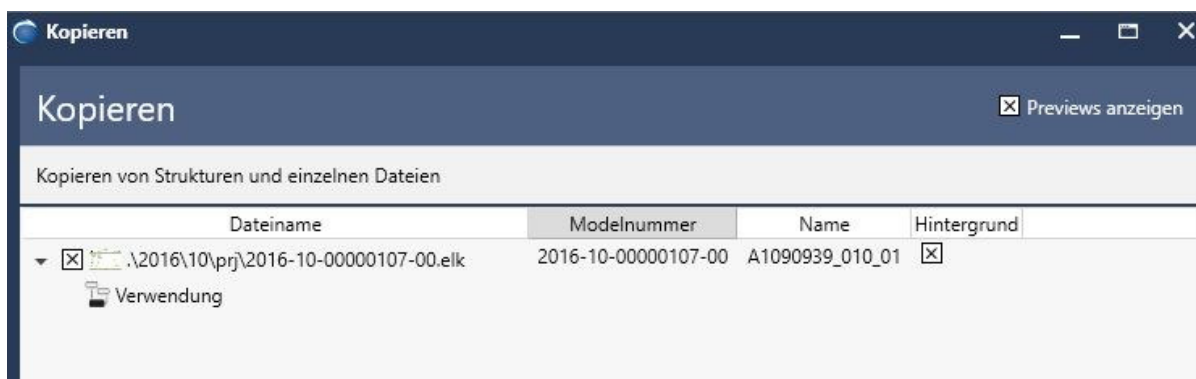 Kopieren
Kopieren
Previews anzeigen
Kopieren von Strukturen und einzelnen Dateien
Dateiname Modelnummer Name Hintergrund
.\2016\10\prj\2016-10-00000107-00.elk 2016-10-00000107-00 A1090939_010_01
Verwendung